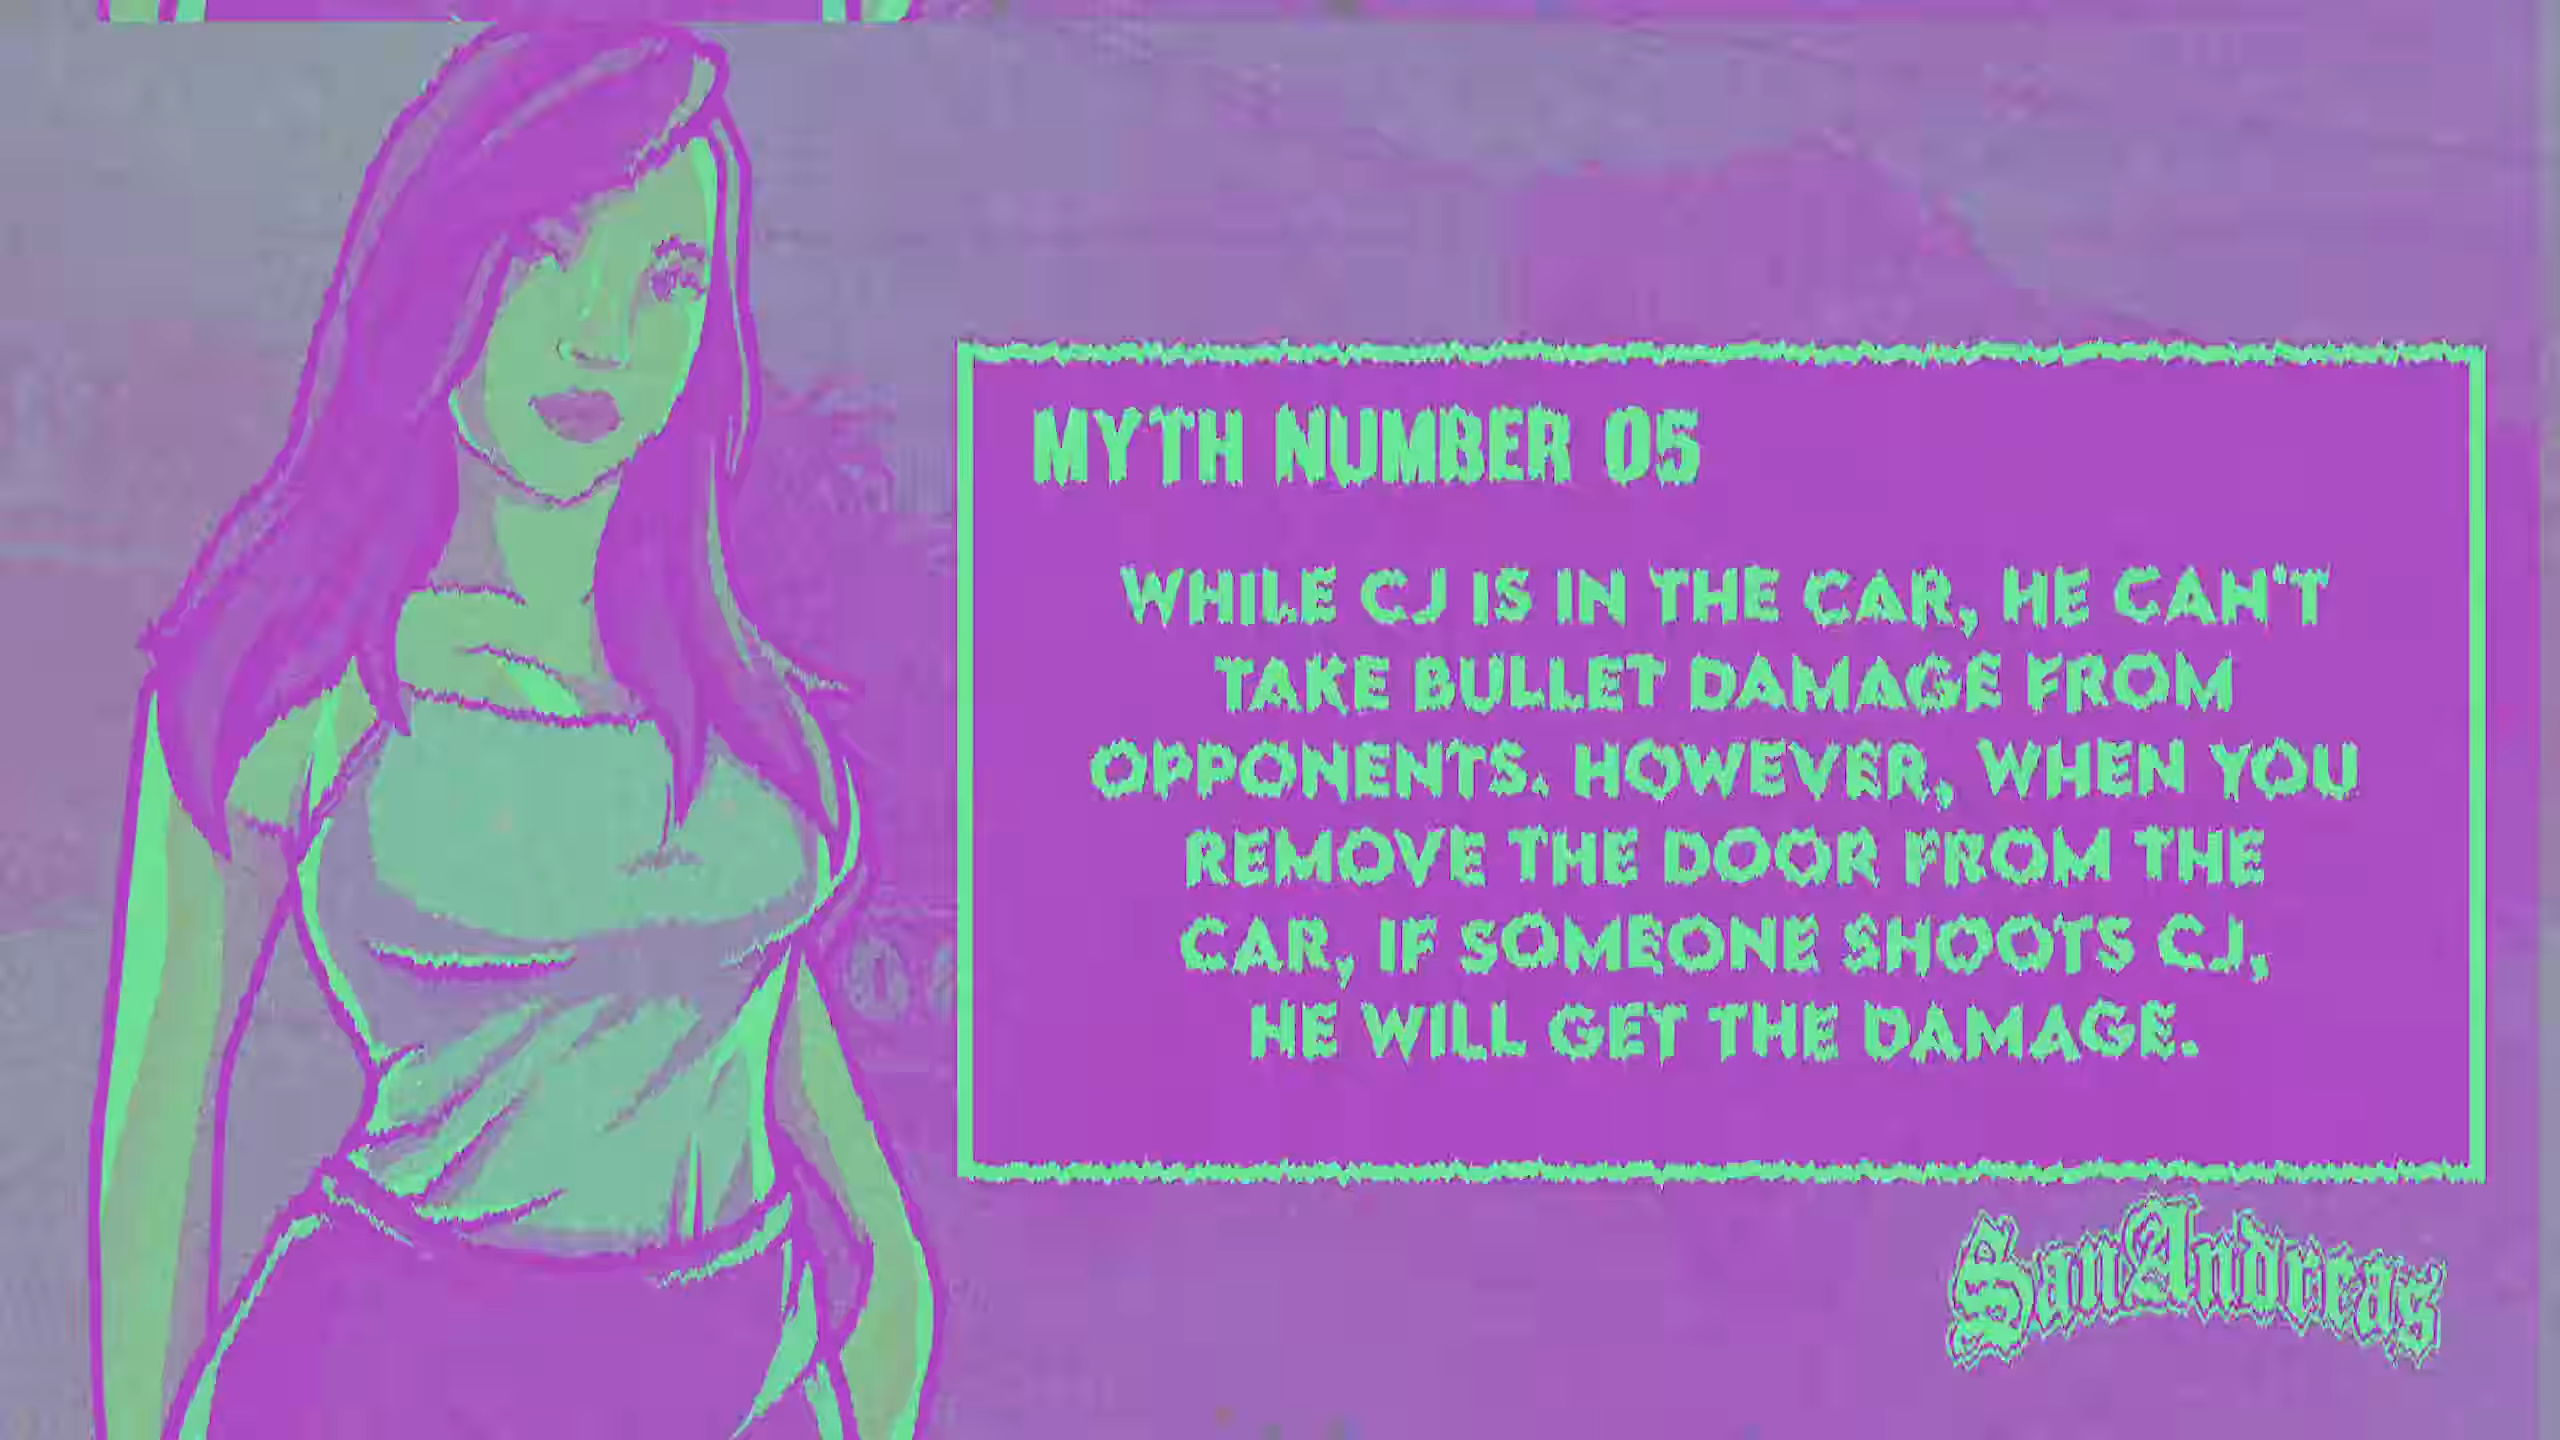 MYTH NUMBER 05
WHILE CJ IS IN THE CAR, HE CAN'T
TAKE BULLET DAMAGE FROM
OPPONENTS. HOWEVER, WHEN YOU
REMOVE THE DOOR FROM THE
CAR, IF SOMEONE SHOOTS CJ,
HE WILL GET THE DAMAGE.
San Andreas